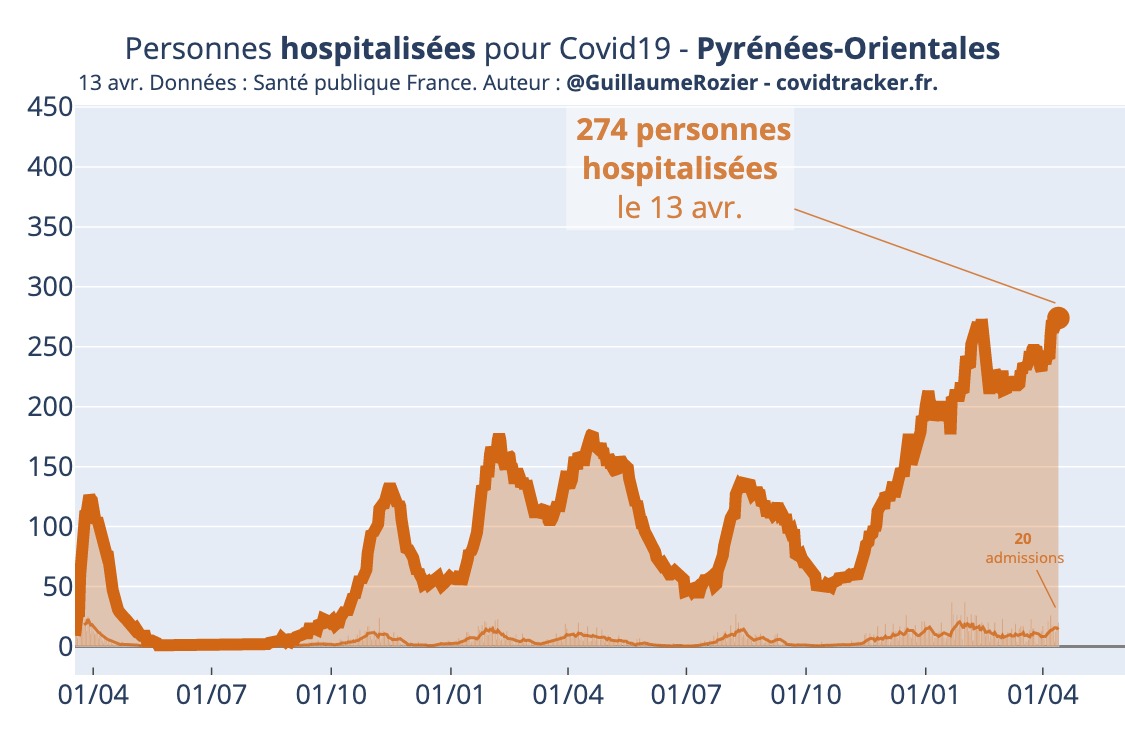 Personnes hospitalisées pour Covid19 - Pyrénées-Orientales
13 avr. Données : Santé publique France. Auteur : @GuillaumeRozier - covidtracker.fr.
450
274 personnes
hospitalisées
le 13 avr.
400
350
300
250
200
150
100
50
0
20
admissions
01/04 01/07 01/10 01/01 01/04 01/07 01/10 01/01 01/04